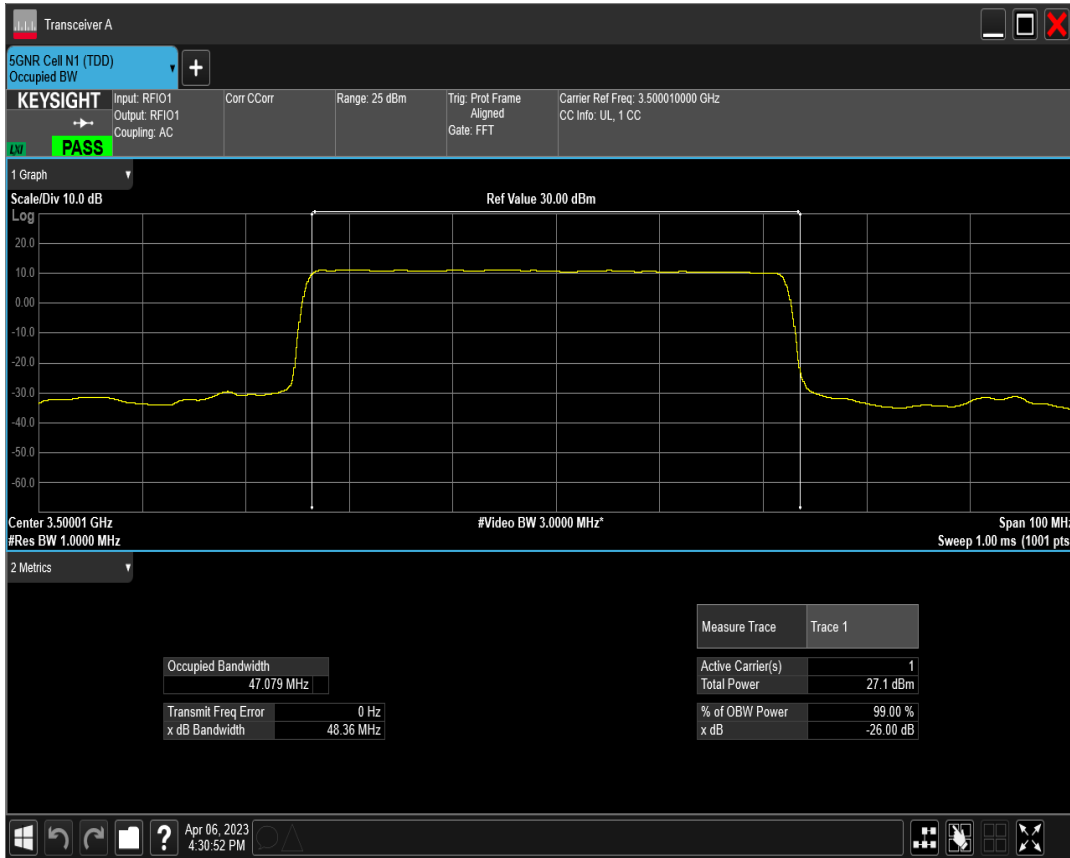 Transceiver A
5GNR Cell N1 (TDD)
Occupied BW
KEYSIGHT
LXI
PASS
Input: RFIO1
Output: RFIO1
Coupling: AC
Corr CCorr
Range: 25 dBm
Trig: Prot Frame
Aligned
Gate: FFT
Carrier Ref Freq: 3.500010000 GHz
CC Info: UL, 1 CC
1 Graph
Scale/Div 10.0 dB
Ref Value 30.00 dBm
Log
20.0
10.0
0.00
-10.0
-20.0
-30.0
-40.0
-50.0
-60.0
Center 3.50001 GHz
#Video BW 3.0000 MHz*
Span 100 MHz
#Res BW 1.0000 MHz
Sweep 1.00 ms (1001 pts
2 Metrics
Measure Trace Trace 1
Occupied Bandwidth
47.079 MHz
Transmit Freq Error 0 Hz
x dB Bandwidth 48.36 MHz
Active Carrier(s) 1
Total Power 27.1 dBm
% of OBW Power 99.00 %
x dB -26.00 dB
?
Apr 06, 2023
4:30:52 PM